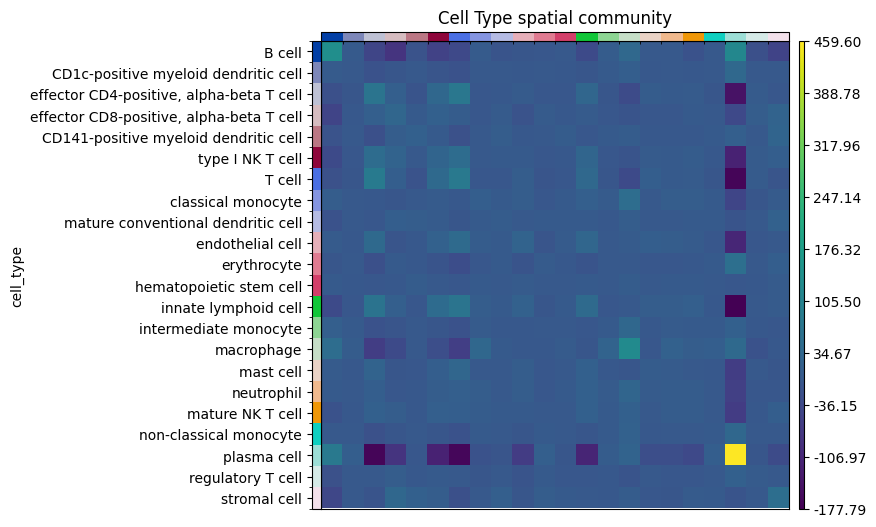 Cell Type spatial community
cell_type
B cell
CD1c-positive myeloid dendritic cell
effector CD4-positive, alpha-beta T cell
effector CD8-positive, alpha-beta T cell
CD141-positive myeloid dendritic cell
type I NK T cell
T cell
classical monocyte
mature conventional dendritic cell
endothelial cell
erythrocyte
hematopoietic stem cell
innate lymphoid cell
intermediate monocyte
macrophage
mast cell
neutrophil
mature NK T cell
non-classical monocyte
plasma cell
regulatory T cell
stromal cell
459.60
388.78
317.96
247.14
176.32
105.50
34.67
-36.15
-106.97
-177.79